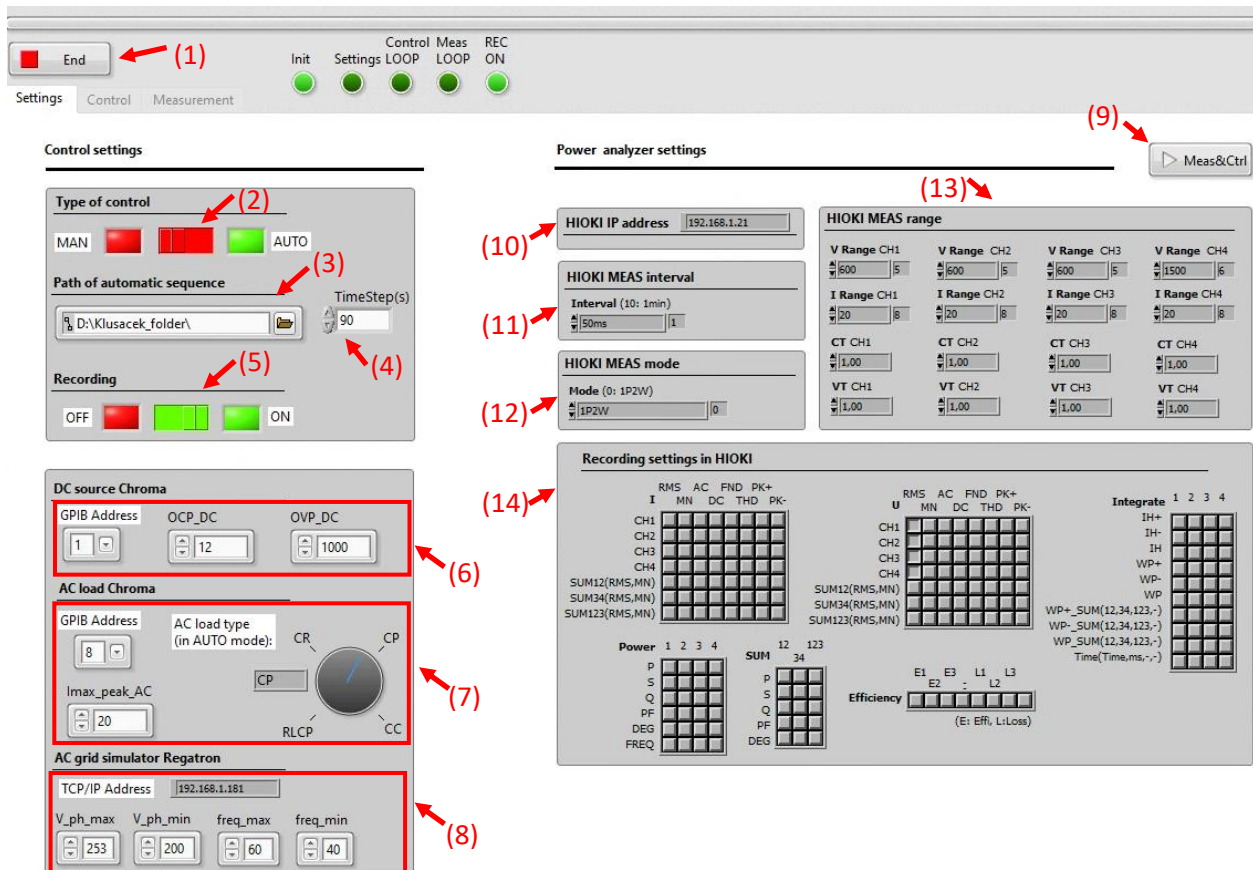 End
(1)
Init
Settings
Control LOOP
Meas LOOP
REC ON
Settings Control Measurement
Control settings
Type of control
(2)
MAN
AUTO
Path of automatic sequence
(3)
D:\Klusacek_folder\
TimeStep(s)
90
(4)
Recording
(5)
OFF
ON
DC source Chroma
GPIB Address
1
OCP_DC
12
OVP_DC
1000
(6)
AC load Chroma
GPIB Address
8
AC load type
(in AUTO mode):
CP
CR
CP
RLCP
CC
Imax_peak_AC
20
(7)
AC grid simulator Regatron
TCP/IP Address 192.168.1.181
V_ph_max V_ph_min freq_max freq_min
253 200 60 40
(8)
Power analyzer settings
(9)
Meas&Ctrl
(10)
HIOKI IP address 192.168.1.21
(11)
HIOKI MEAS interval
Interval (10: 1min)
50ms 1
(12)
HIOKI MEAS mode
Mode (0: 1P2W)
1P2W 0
(13)
HIOKI MEAS range
V Range CH1 V Range CH2 V Range CH3 V Range CH4
600 5 600 5 600 5 1500 6
I Range CH1 I Range CH2 I Range CH3 I Range CH4
20 8 20 8 20 8 20 8
CT CH1 CT CH2 CT CH3 CT CH4
1,00 1,00 1,00 1,00
VT CH1 VT CH2 VT CH3 VT CH4
1,00 1,00 1,00 1,00
(14)
Recording settings in HIOKI
RMS AC FND PK+
I MN DC THD PK-
CH1
CH2
CH3
CH4
SUM12(RMS,MN)
SUM34(RMS,MN)
SUM123(RMS,MN)
RMS AC FND PK+
U MN DC THD PK-
CH1
CH2
CH3
CH4
SUM12(RMS,MN)
SUM34(RMS,MN)
SUM123(RMS,MN)
Integrate 1 2 3 4
IH+
IH-
IH
WP+
WP-
WP
WP+_SUM(12,34,123,-)
WP-_SUM(12,34,123,-)
WP_SUM(12,34,123,-)
Time(Time,ms,-,-)
Power 1 2 3 4
P
S
Q
PF
DEG
FREQ
12 123
SUM 34
P
S
Q
PF
DEG
E1 E3 L1 L3
E2 - L2
Efficiency
(E: Effi, L:Loss)